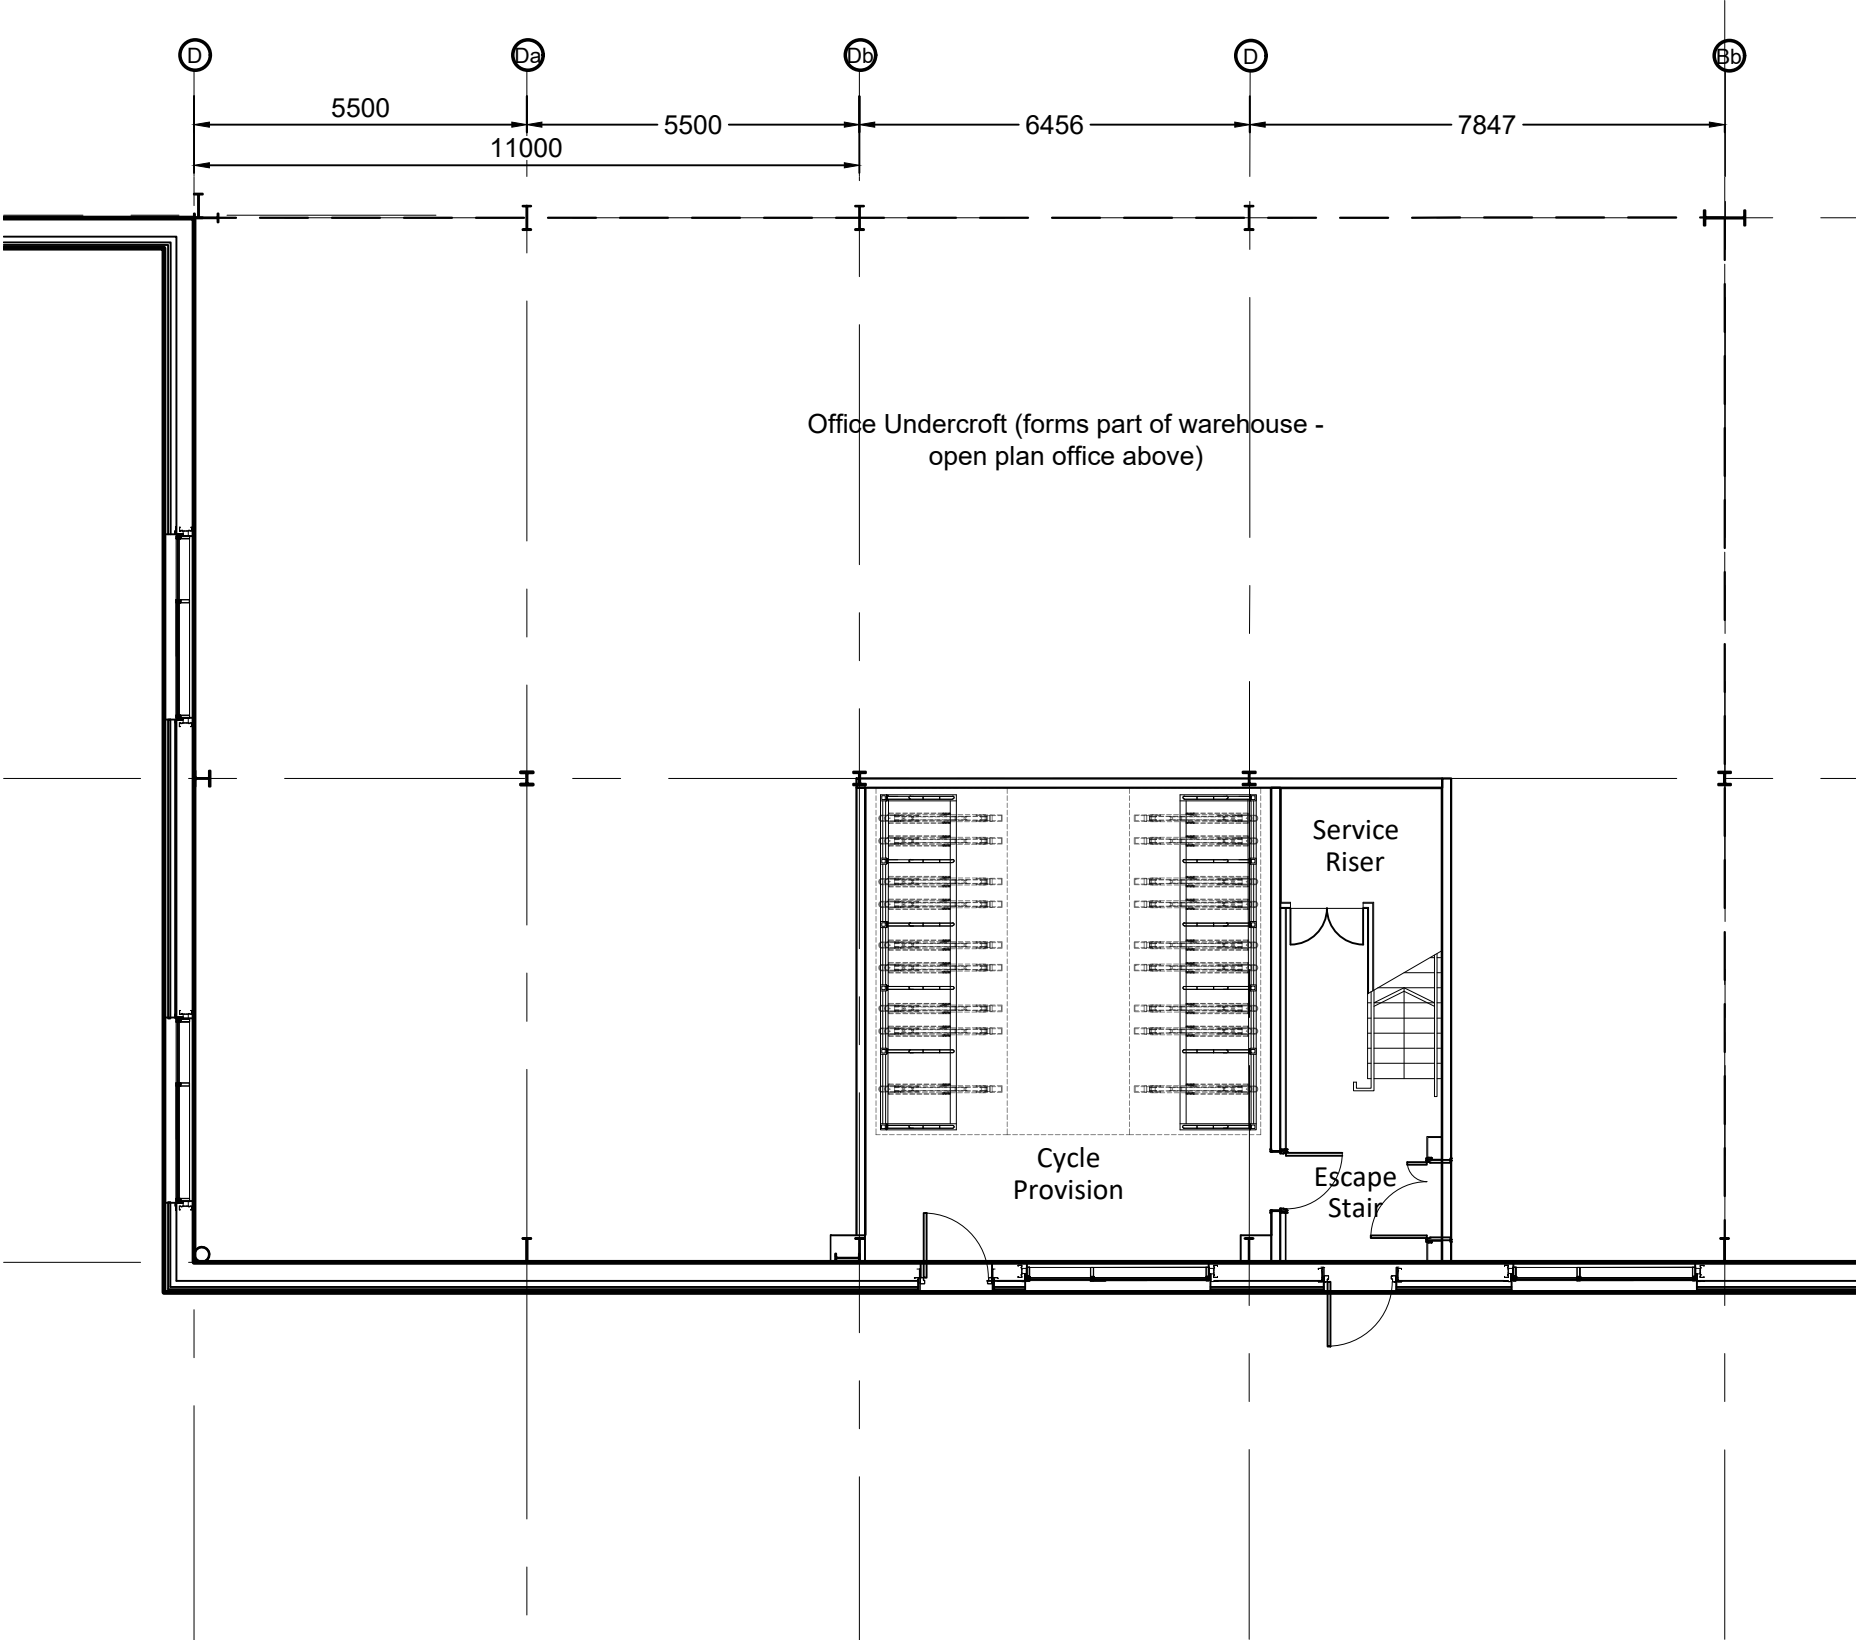 D
Da
Db
D
Bb
5500
5500
6456
7847
11000
Office Undercroft (forms part of warehouse -
open plan office above)
Service
Riser
Cycle
Provision
Escape
Stair